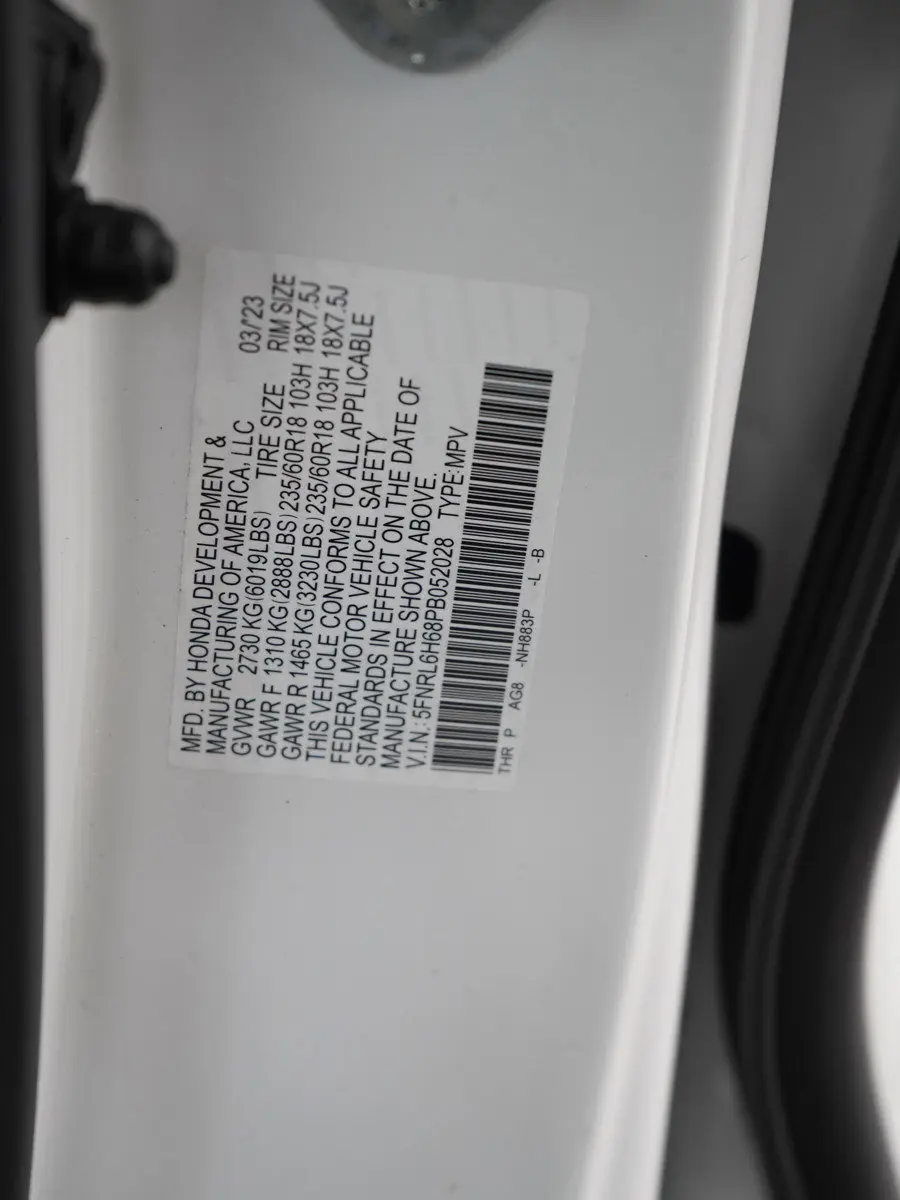 MFD. BY HONDA DEVELOPMENT &
MANUFACTURING OF AMERICA, LLC 03/'23
GVWR 2730 KG(6019LBS) TIRE SIZE RIM SIZE
GAWR F 1310 KG(2888LBS) 235/60R18 103H 18X7.5J
GAWR R 1465 KG(3230LBS) 235/60R18 103H 18X7.5J
THIS VEHICLE CONFORMS TO ALL APPLICABLE
FEDERAL MOTOR VEHICLE SAFETY
STANDARDS IN EFFECT ON THE DATE OF
MANUFACTURE SHOWN ABOVE.
V.I.N.: 5FNRL6H68PB052028 TYPE:MPV
THR P AG8 -NH883P -L -B